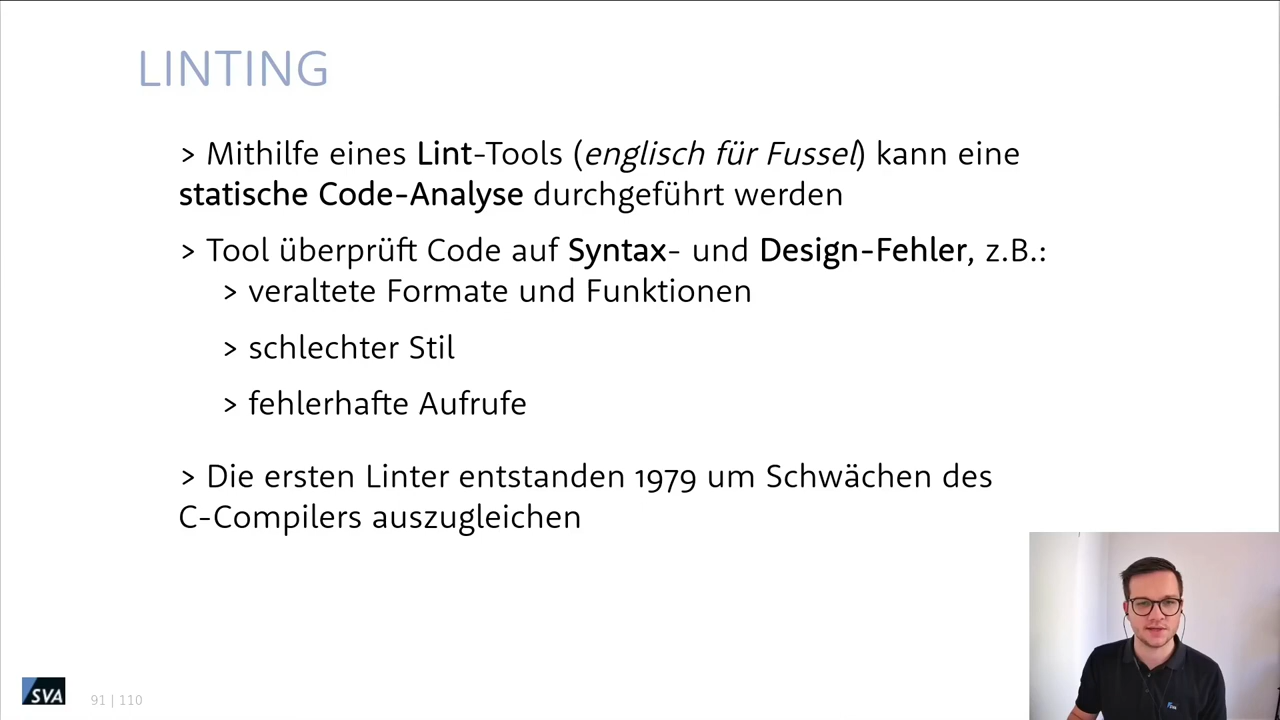 LINTING
> Mithilfe eines Lint-Tools (englisch für Fussel) kann eine
statische Code-Analyse durchgeführt werden
> Tool überprüft Code auf Syntax- und Design-Fehler, z.B.:
> veraltete Formate und Funktionen
> schlechter Stil
> fehlerhafte Aufrufe
> Die ersten Linter entstanden 1979 um Schwächen des
C-Compilers auszugleichen
SVA
91 | 110